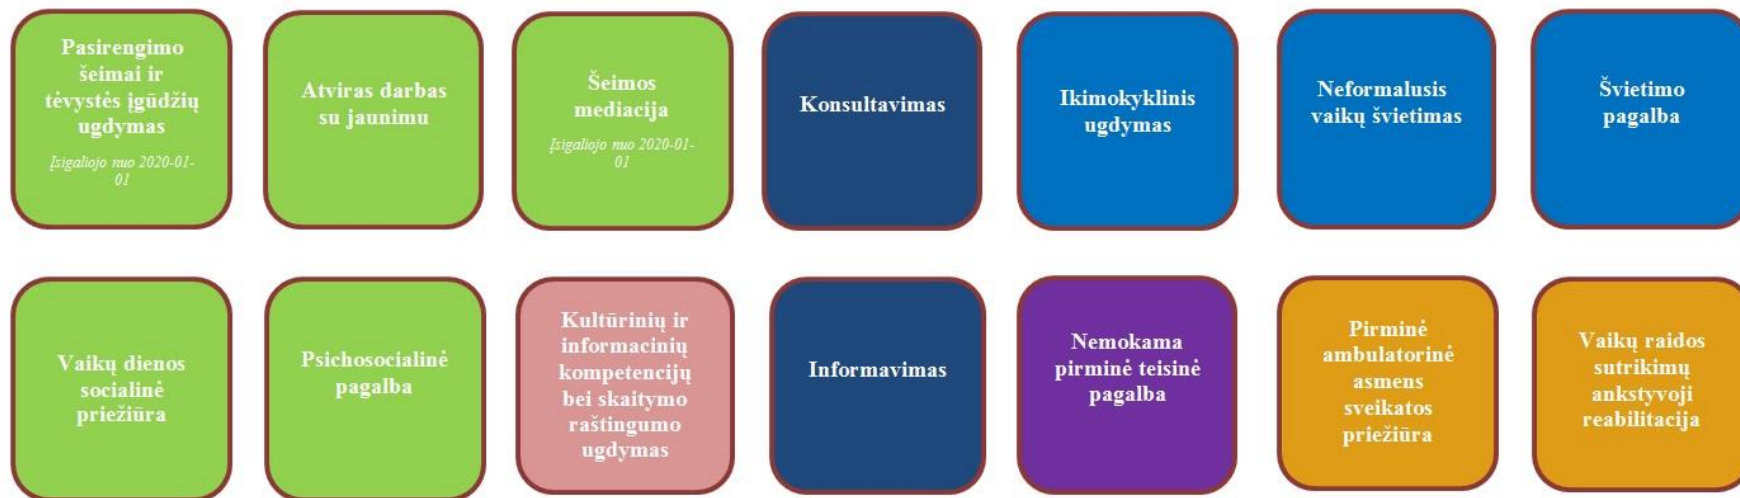 Pasirengimo
šeimai ir
tėvystės įgūdžių
ugdymas
Įsigaliojo nuo 2020-01-
01
Atviras darbas
su jaunimu
Šeimos
mediacija
Įsigaliojo nuo 2020-01-
01
Konsultavimas
Ikimokyklinis
ugdymas
Neformalusis
vaikų švietimas
Švietimo
pagalba
Vaikų dienos
socialinė
priežiūra
Psichosocialinė
pagalba
Kultūrinių ir
informacinių
kompetencijų
bei skaitymo
raštingumo
ugdymas
Informavimas
Nemokama
pirminė teisinė
pagalba
Pirminė
ambulatorinė
asmens
sveikatos
priežiūra
Vaikų raidos
sutrikimų
ankstyvoji
reabilitacija